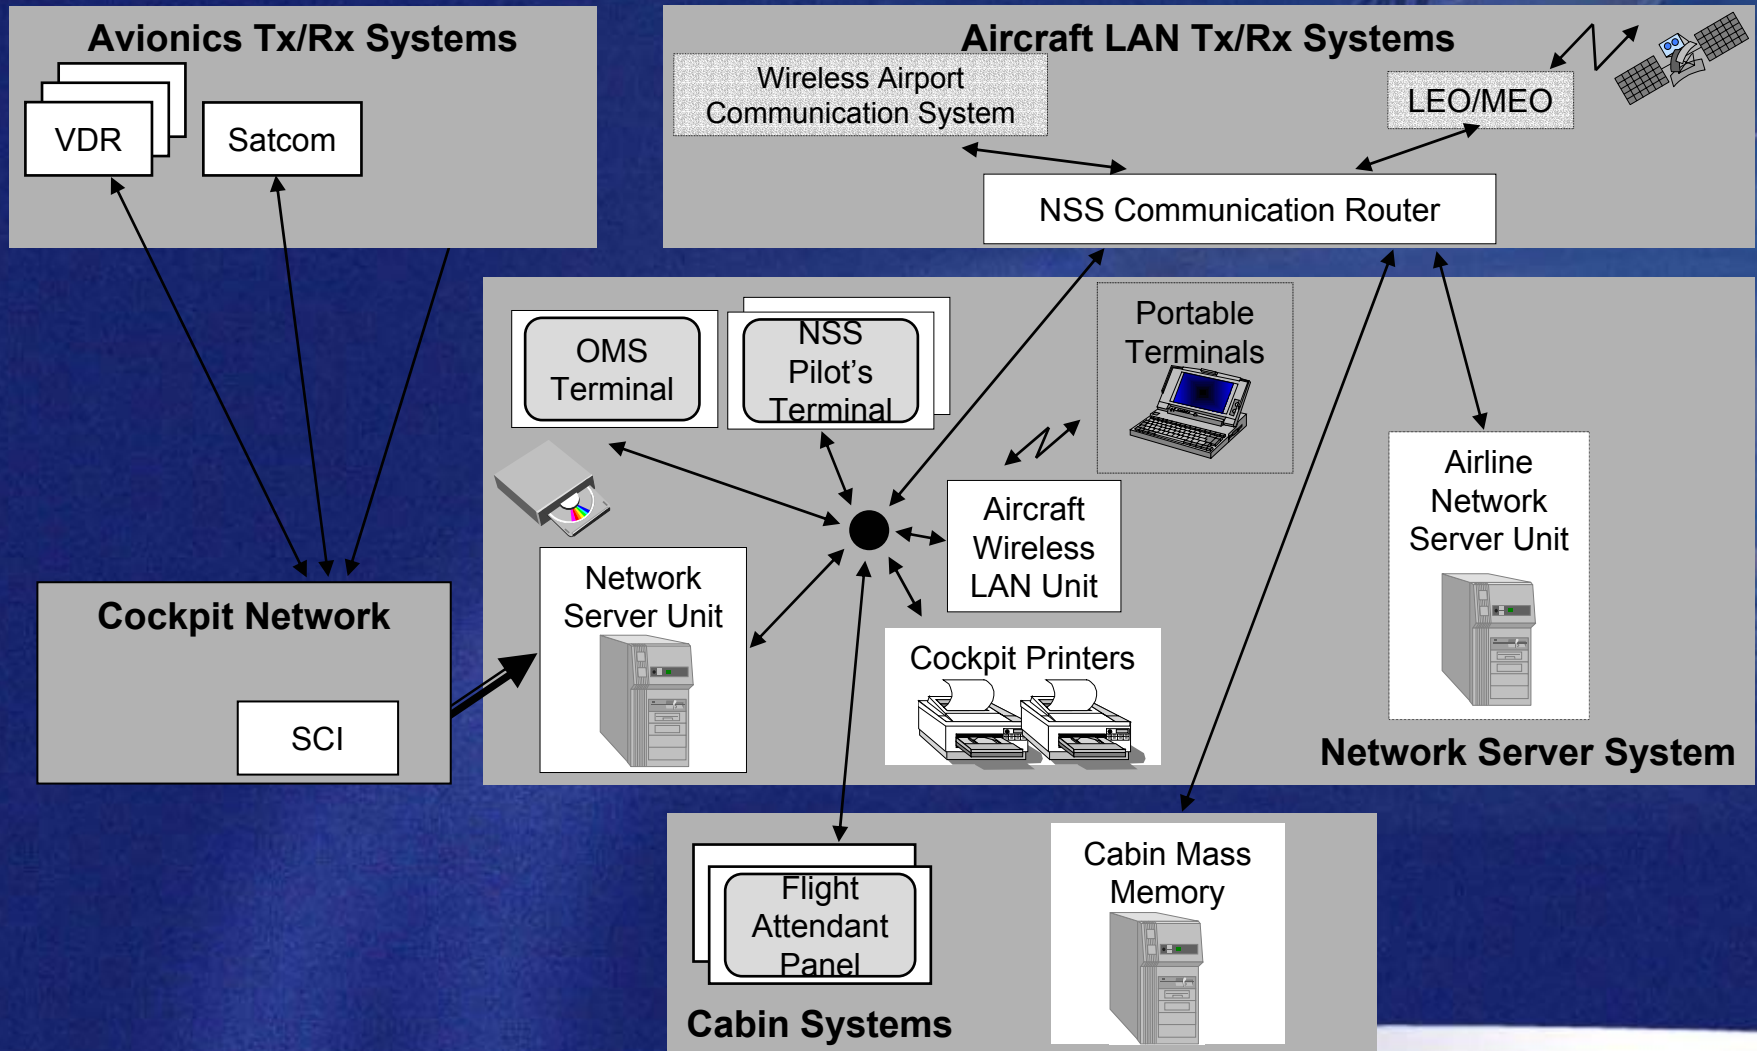 Avionics Tx/Rx Systems
VDR
Satcom
Aircraft LAN Tx/Rx Systems
Wireless Airport
Communication System
LEO/MEO
NSS Communication Router
OMS
Terminal
NSS
Pilot’s
Terminal
Portable
Terminals
Aircraft
Wireless
LAN Unit
Airline
Network
Server Unit
Network
Server Unit
Cockpit Printers
Network Server System
Cockpit Network
SCI
Flight
Attendant
Panel
Cabin Mass
Memory
Cabin Systems